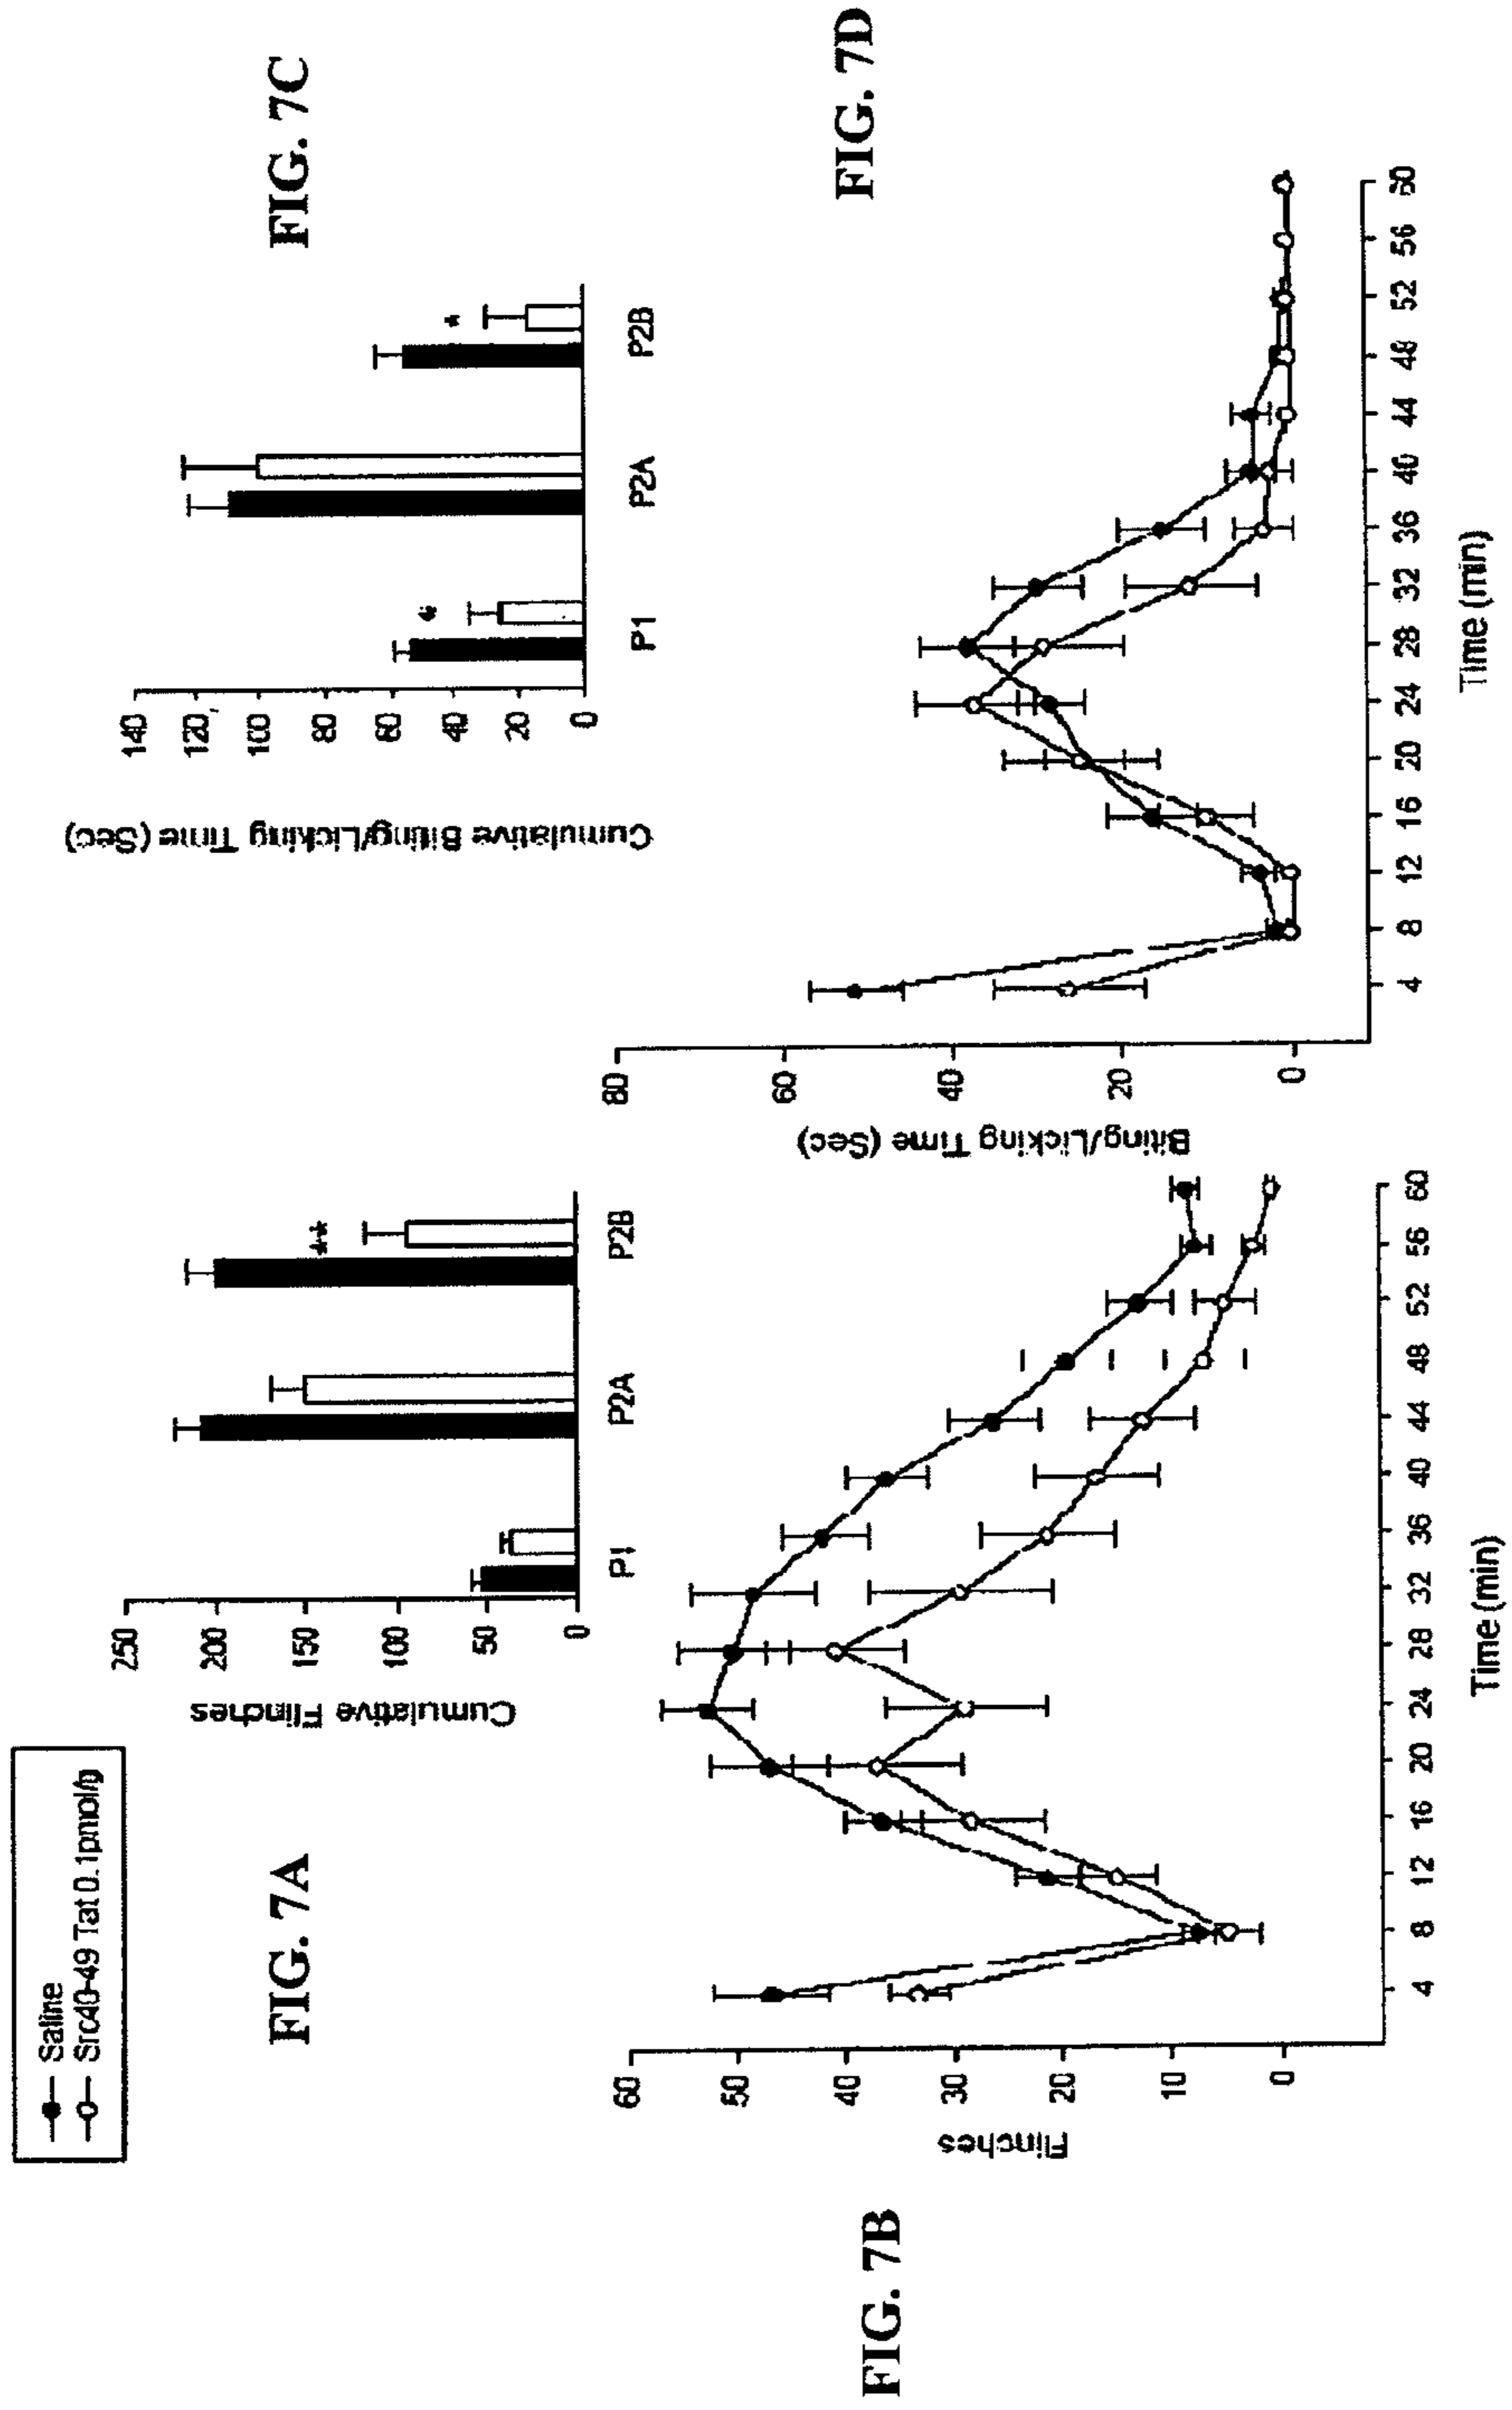 Saline
Src40-49 Tat 0.1pmol/g
FIG. 7A
Cumulative Flinches
250
200
150
100
50
0
P1
P2A
P2B
**
FIG. 7B
Flinches
60
50
40
30
20
10
0
4 8 12 16 20 24 28 32 36 40 44 48 52 56 60
Time (min)
FIG. 7C
Cumulative Biting/Licking Time (Sec)
140
120
100
80
60
40
20
0
P1
P2A
P2B
*
*
FIG. 7D
Biting/Licking Time (Sec)
80
60
40
20
0
4 8 12 16 20 24 28 32 36 40 44 48 52 56 60
Time (min)